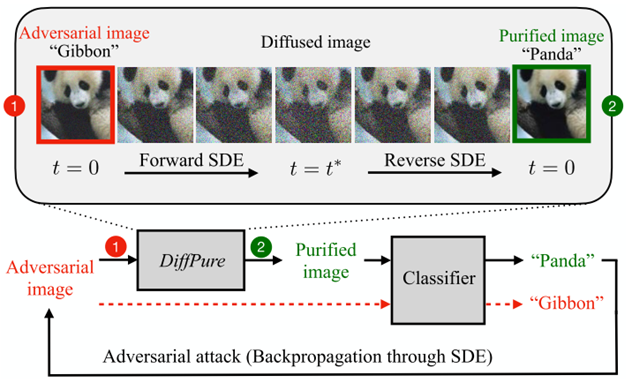 Adversarial image
"Gibbon"
Diffused image
Purified image
"Panda"
1
2
t = 0
Forward SDE
t = t*
Reverse SDE
t = 0
1
2
Adversarial
image
DiffPure
Purified
image
Classifier
"Panda"
"Gibbon"
Adversarial attack (Backpropagation through SDE)